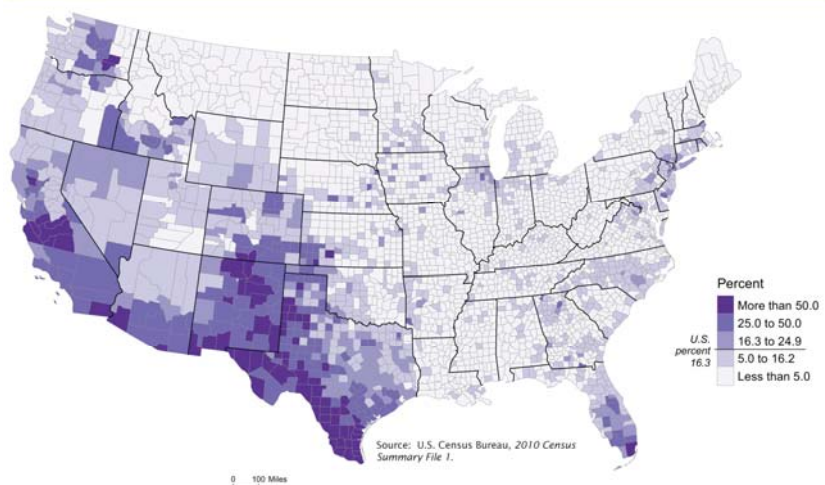 Percent
More than 50.0
25.0 to 50.0
16.3 to 24.9
5.0 to 16.2
Less than 5.0
U.S.
percent
16.3
Source: U.S. Census Bureau, 2010 Census
Summary File 1.
0 100 Miles